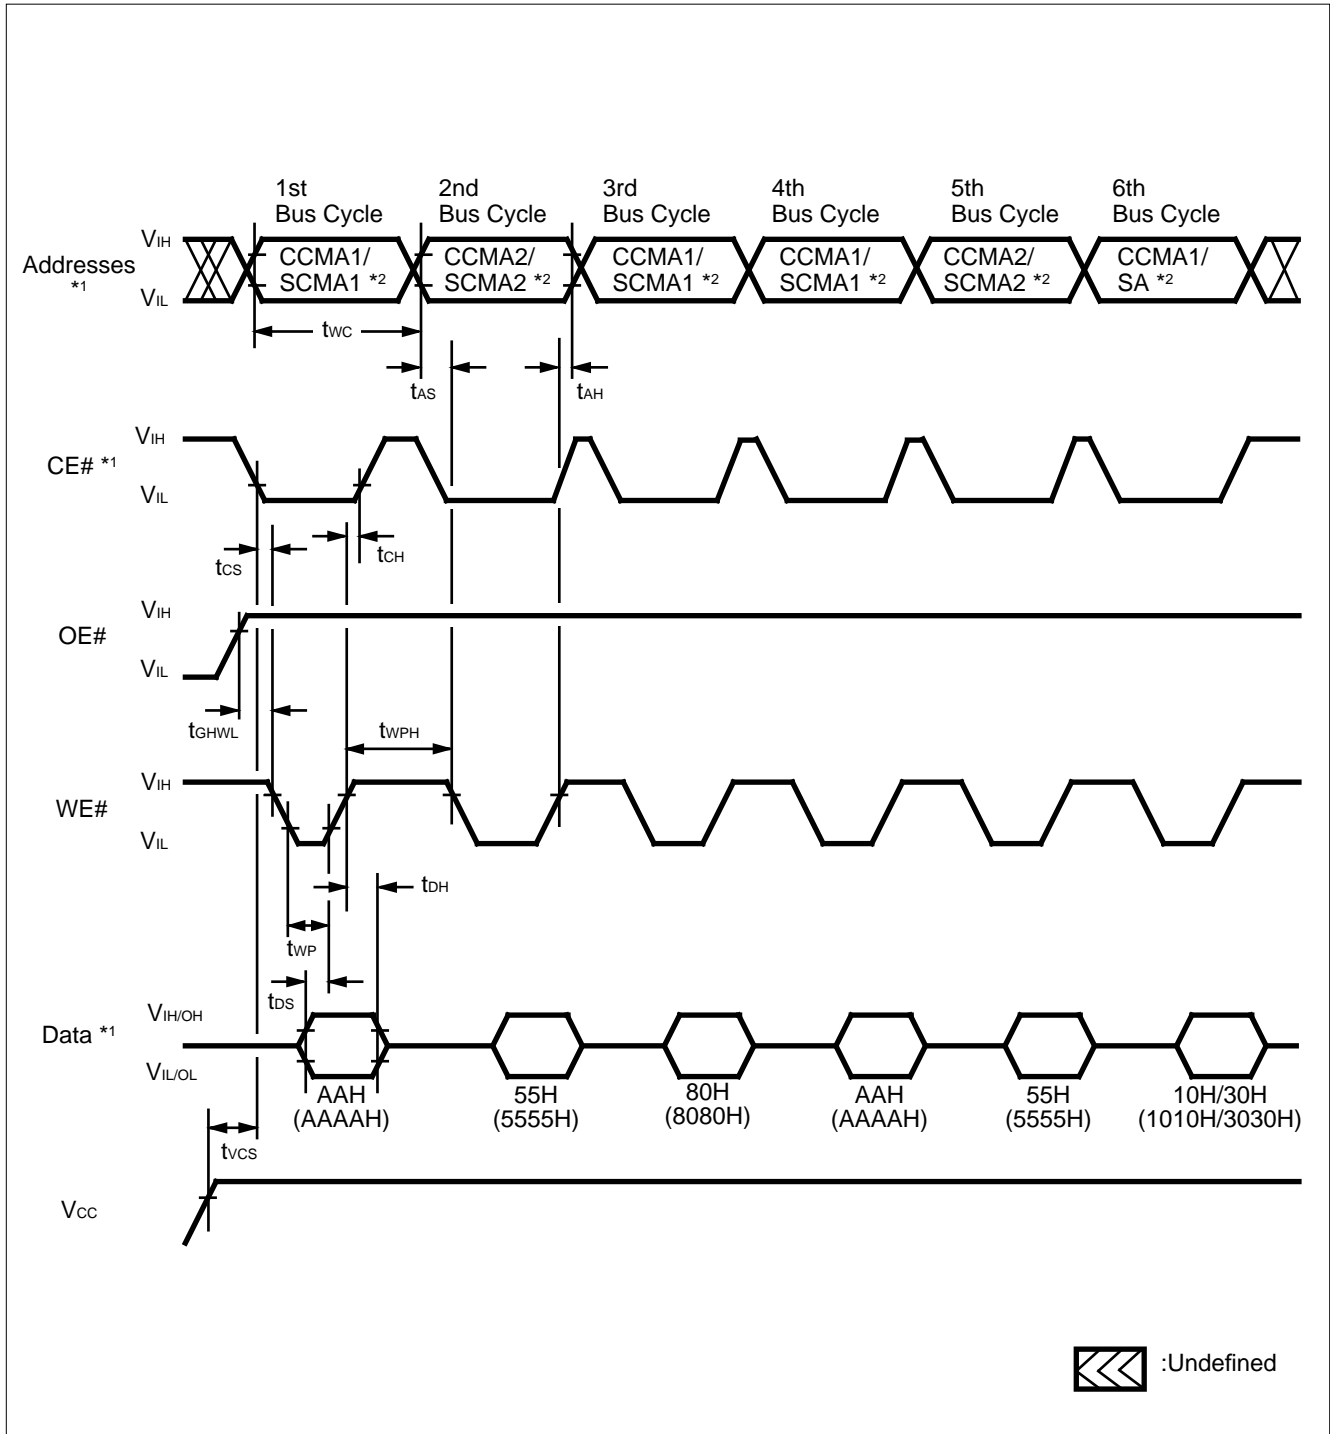 1st
Bus Cycle
2nd
Bus Cycle
3rd
Bus Cycle
4th
Bus Cycle
5th
Bus Cycle
6th
Bus Cycle
Addresses
*1
VIH
VIL
CCMA1/
SCMA1 *2
CCMA2/
SCMA2 *2
CCMA1/
SCMA1 *2
CCMA1/
SCMA1 *2
CCMA2/
SCMA2 *2
CCMA1/
SA *2
tWC
tAS
tAH
CE# *1
VIH
VIL
tCS
tCH
OE#
VIH
VIL
tGHWL
tWPH
WE#
VIH
VIL
tDH
tWP
tDS
Data *1
VIH/OH
VIL/OL
AAH
(AAAAH)
55H
(5555H)
80H
(8080H)
AAH
(AAAAH)
55H
(5555H)
10H/30H
(1010H/3030H)
tVCS
VCC
:Undefined